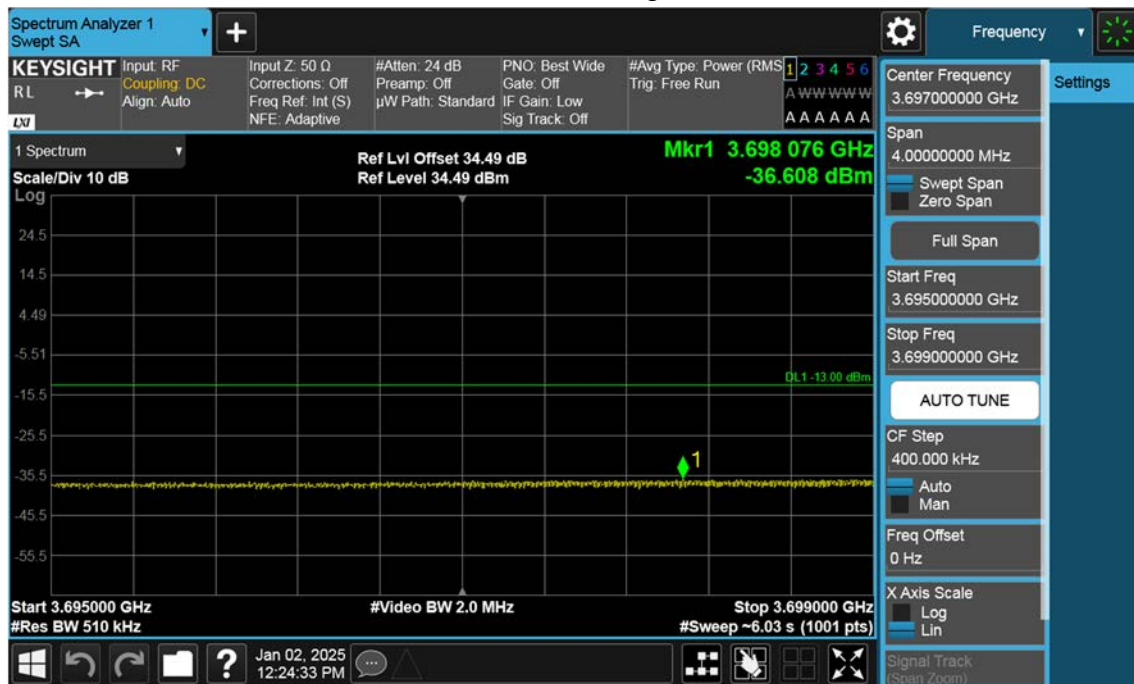 Spectrum Analyzer 1
Swept SA
Frequency
KEYSIGHT
RL
LXI
Input: RF
Coupling: DC
Align: Auto
Input Z: 50 Ω
Corrections: Off
Freq Ref: Int (S)
NFE: Adaptive
#Atten: 24 dB
Preamp: Off
µW Path: Standard
PNO: Best Wide
Gate: Off
IF Gain: Low
Sig Track: Off
#Avg Type: Power (RMS
Trig: Free Run
1 2 3 4 5 6
A W W W W W
A A A A A A
1 Spectrum
Scale/Div 10 dB
Log
Ref Lvl Offset 34.49 dB
Ref Level 34.49 dBm
Mkr1 3.698 076 GHz
-36.608 dBm
24.5
14.5
4.49
-5.51
DL1 -13.00 dBm
-15.5
-25.5
1
-35.5
-45.5
-55.5
Start 3.695000 GHz
#Res BW 510 kHz
#Video BW 2.0 MHz
Stop 3.699000 GHz
#Sweep ~6.03 s (1001 pts)
Center Frequency
3.697000000 GHz
Span
4.00000000 MHz
Swept Span
Zero Span
Full Span
Start Freq
3.695000000 GHz
Stop Freq
3.699000000 GHz
AUTO TUNE
CF Step
400.000 kHz
Auto
Man
Freq Offset
0 Hz
X Axis Scale
Log
Lin
Signal Track
(Span Zoom)
Settings
?
Jan 02, 2025
12:24:33 PM